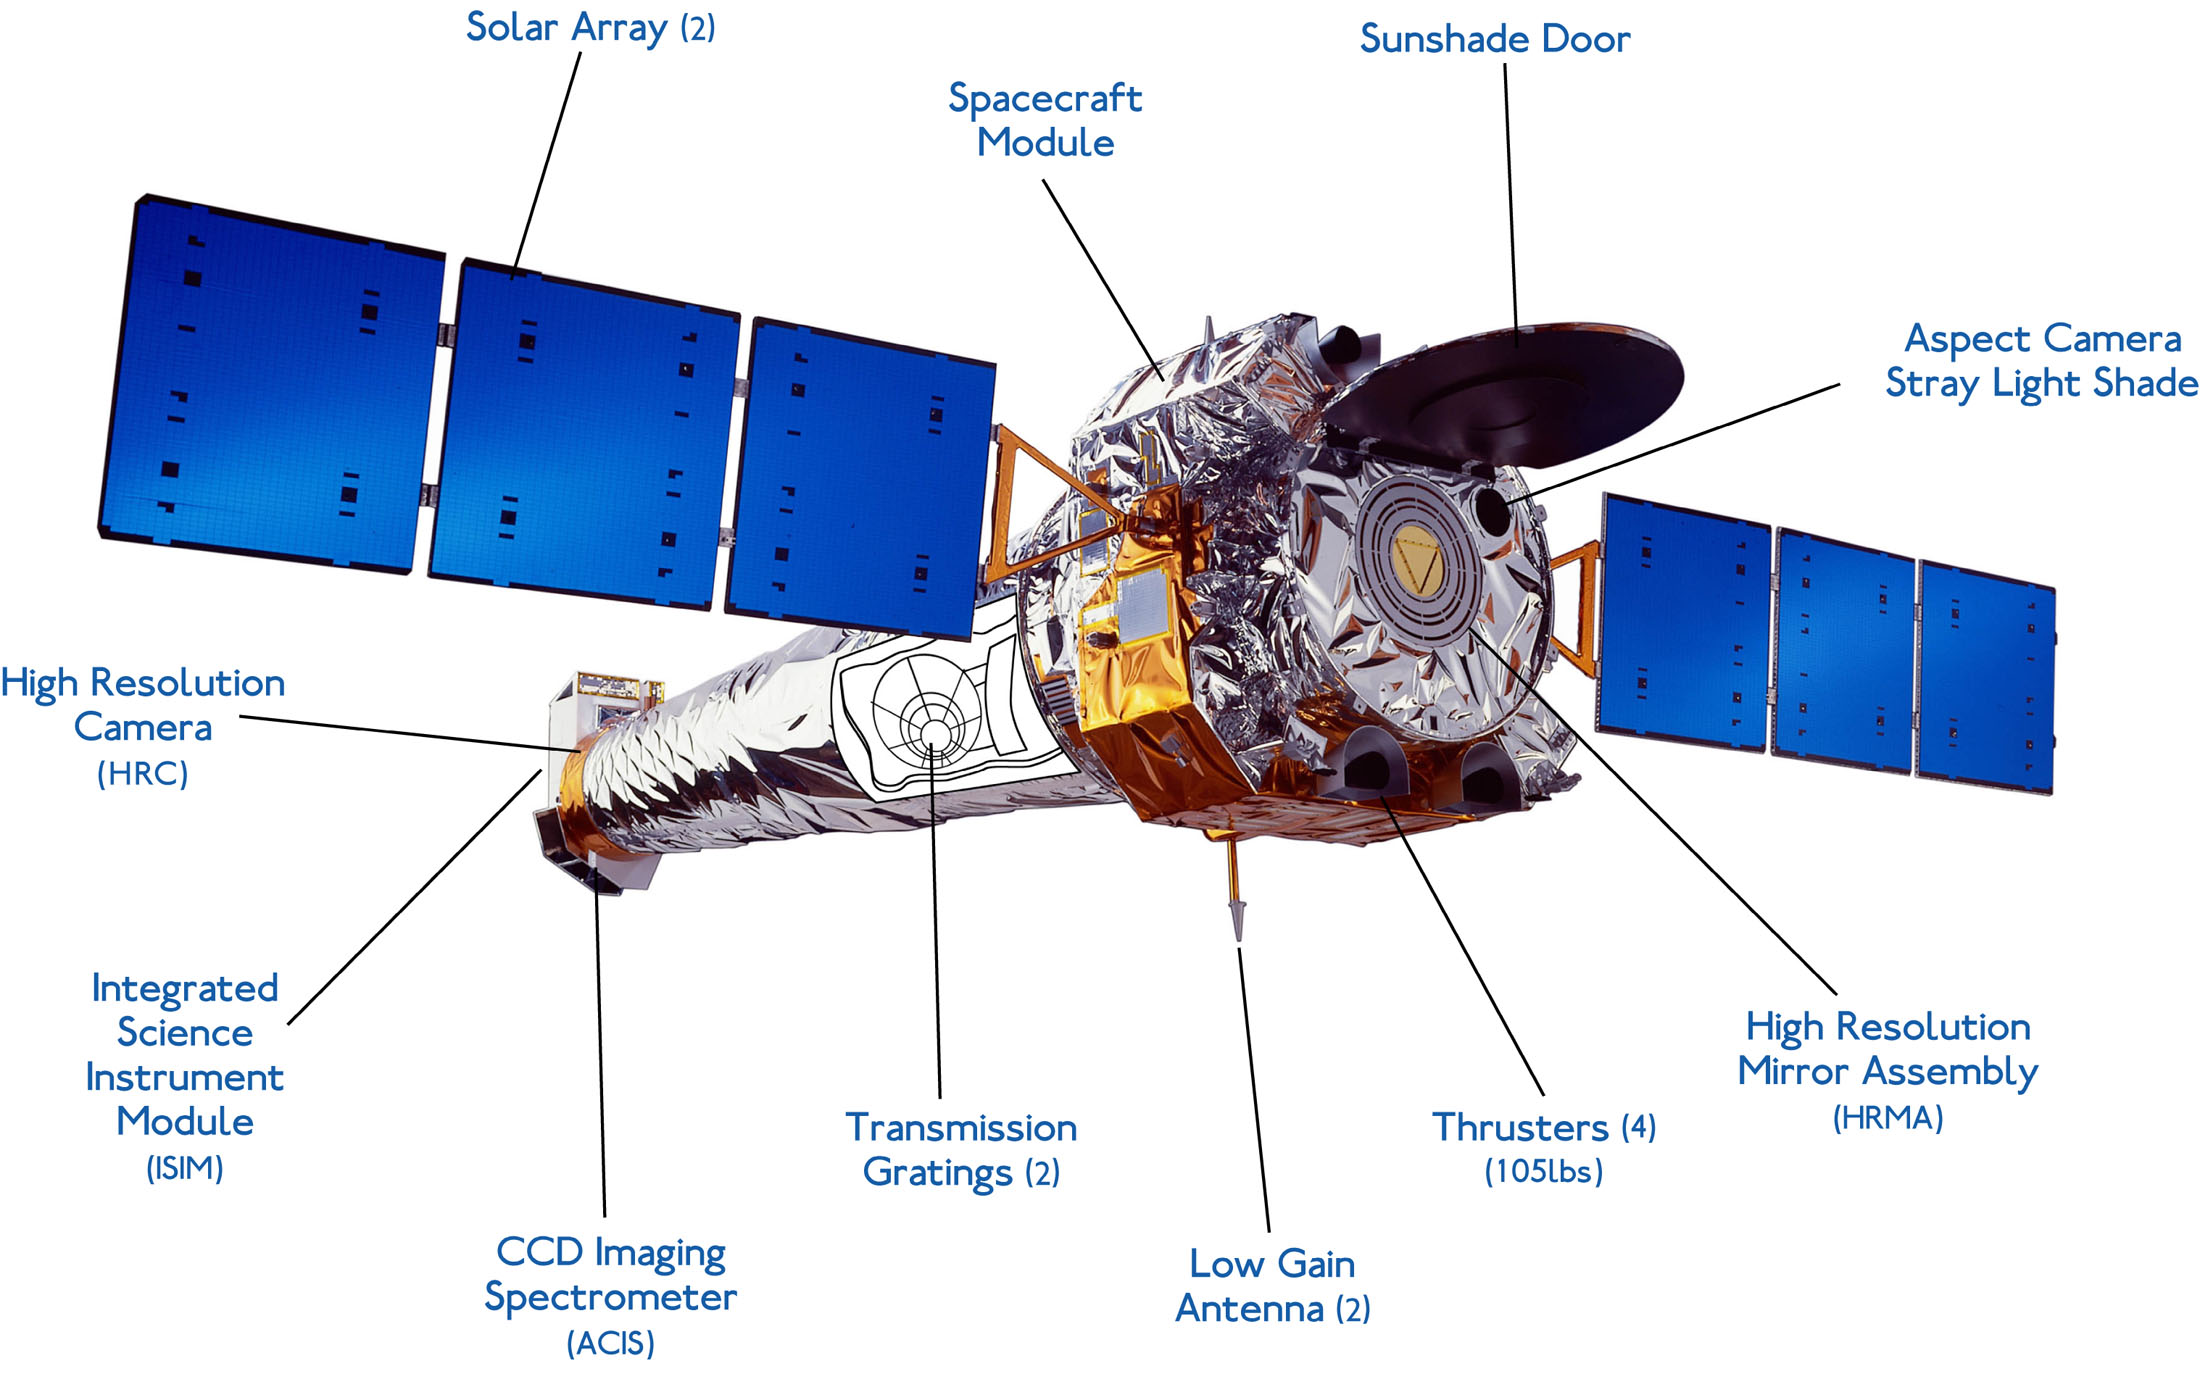 Solar Array (2)
Sunshade Door
Spacecraft
Module
Aspect Camera
Stray Light Shade
High Resolution
Camera
(HRC)
Integrated
Science
Instrument
Module
(ISIM)
CCD Imaging
Spectrometer
(ACIS)
Transmission
Gratings (2)
Low Gain
Antenna (2)
Thrusters (4)
(105lbs)
High Resolution
Mirror Assembly
(HRMA)